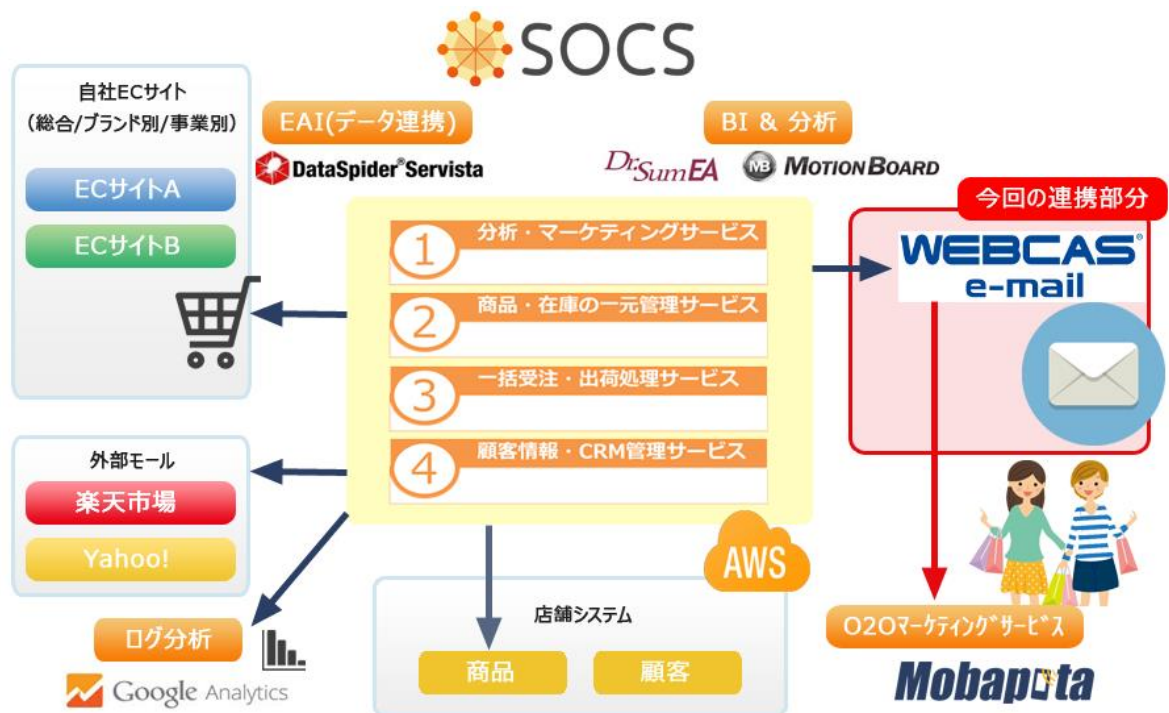 SOCS
自社ECサイト
(総合/ブランド別/事業別)
ECサイトA
ECサイトB
EAI(データ連携)
DataSpider® Servista
BI & 分析
Dr.Sum EA
MB MOTIONBOARD
1 分析・マーケティングサービス
2 商品・在庫の一元管理サービス
3 一括受注・出荷処理サービス
4 顧客情報・CRM管理サービス
今回の連携部分
WEBCAS®
e-mail
外部モール
楽天市場
Yahoo!
ログ分析
Google Analytics
AWS
店舗システム
商品
顧客
O2Oマーケティングサービス
Mobapota